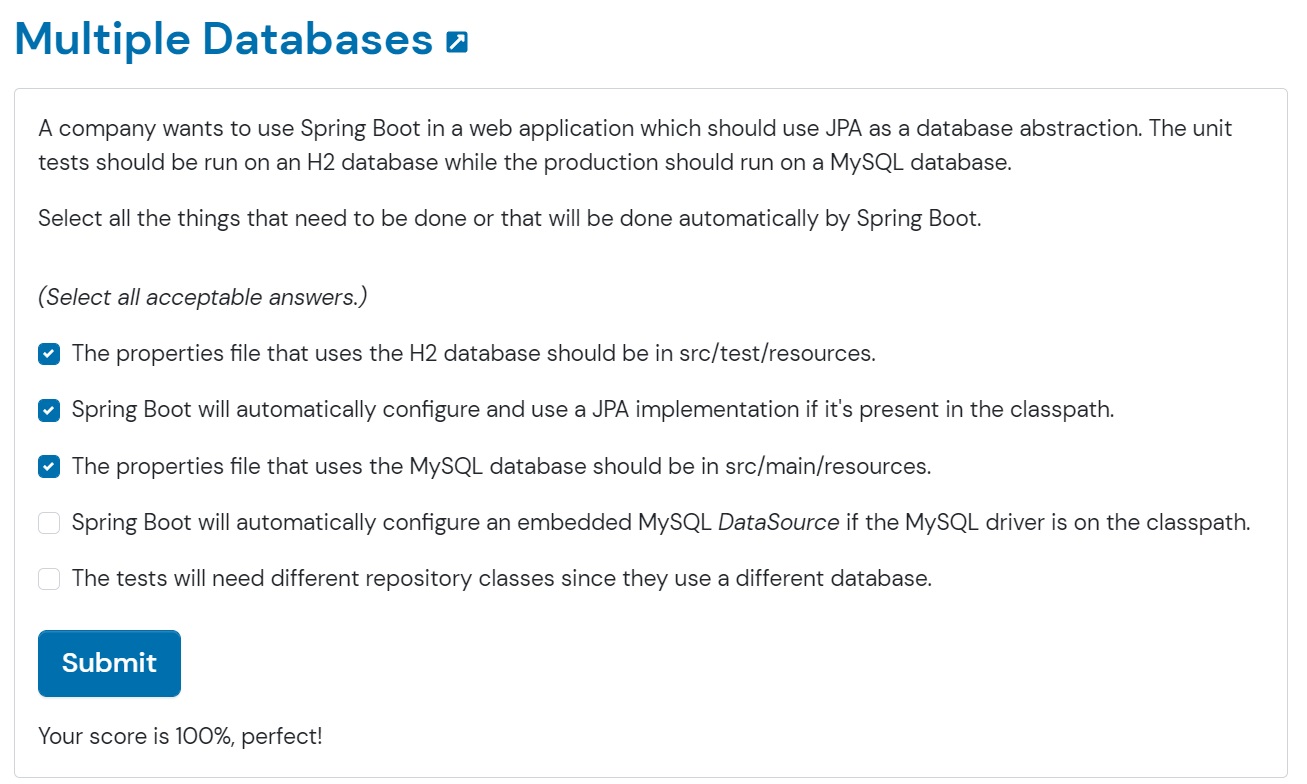 Multiple Databases
A company wants to use Spring Boot in a web application which should use JPA as a database abstraction. The unit
tests should be run on an H2 database while the production should run on a MySQL database.
Select all the things that need to be done or that will be done automatically by Spring Boot.
(Select all acceptable answers.)
The properties file that uses the H2 database should be in src/test/resources.
Spring Boot will automatically configure and use a JPA implementation if it's present in the classpath.
The properties file that uses the MySQL database should be in src/main/resources.
Spring Boot will automatically configure an embedded MySQL DataSource if the MySQL driver is on the classpath.
The tests will need different repository classes since they use a different database.
Submit
Your score is 100%, perfect!